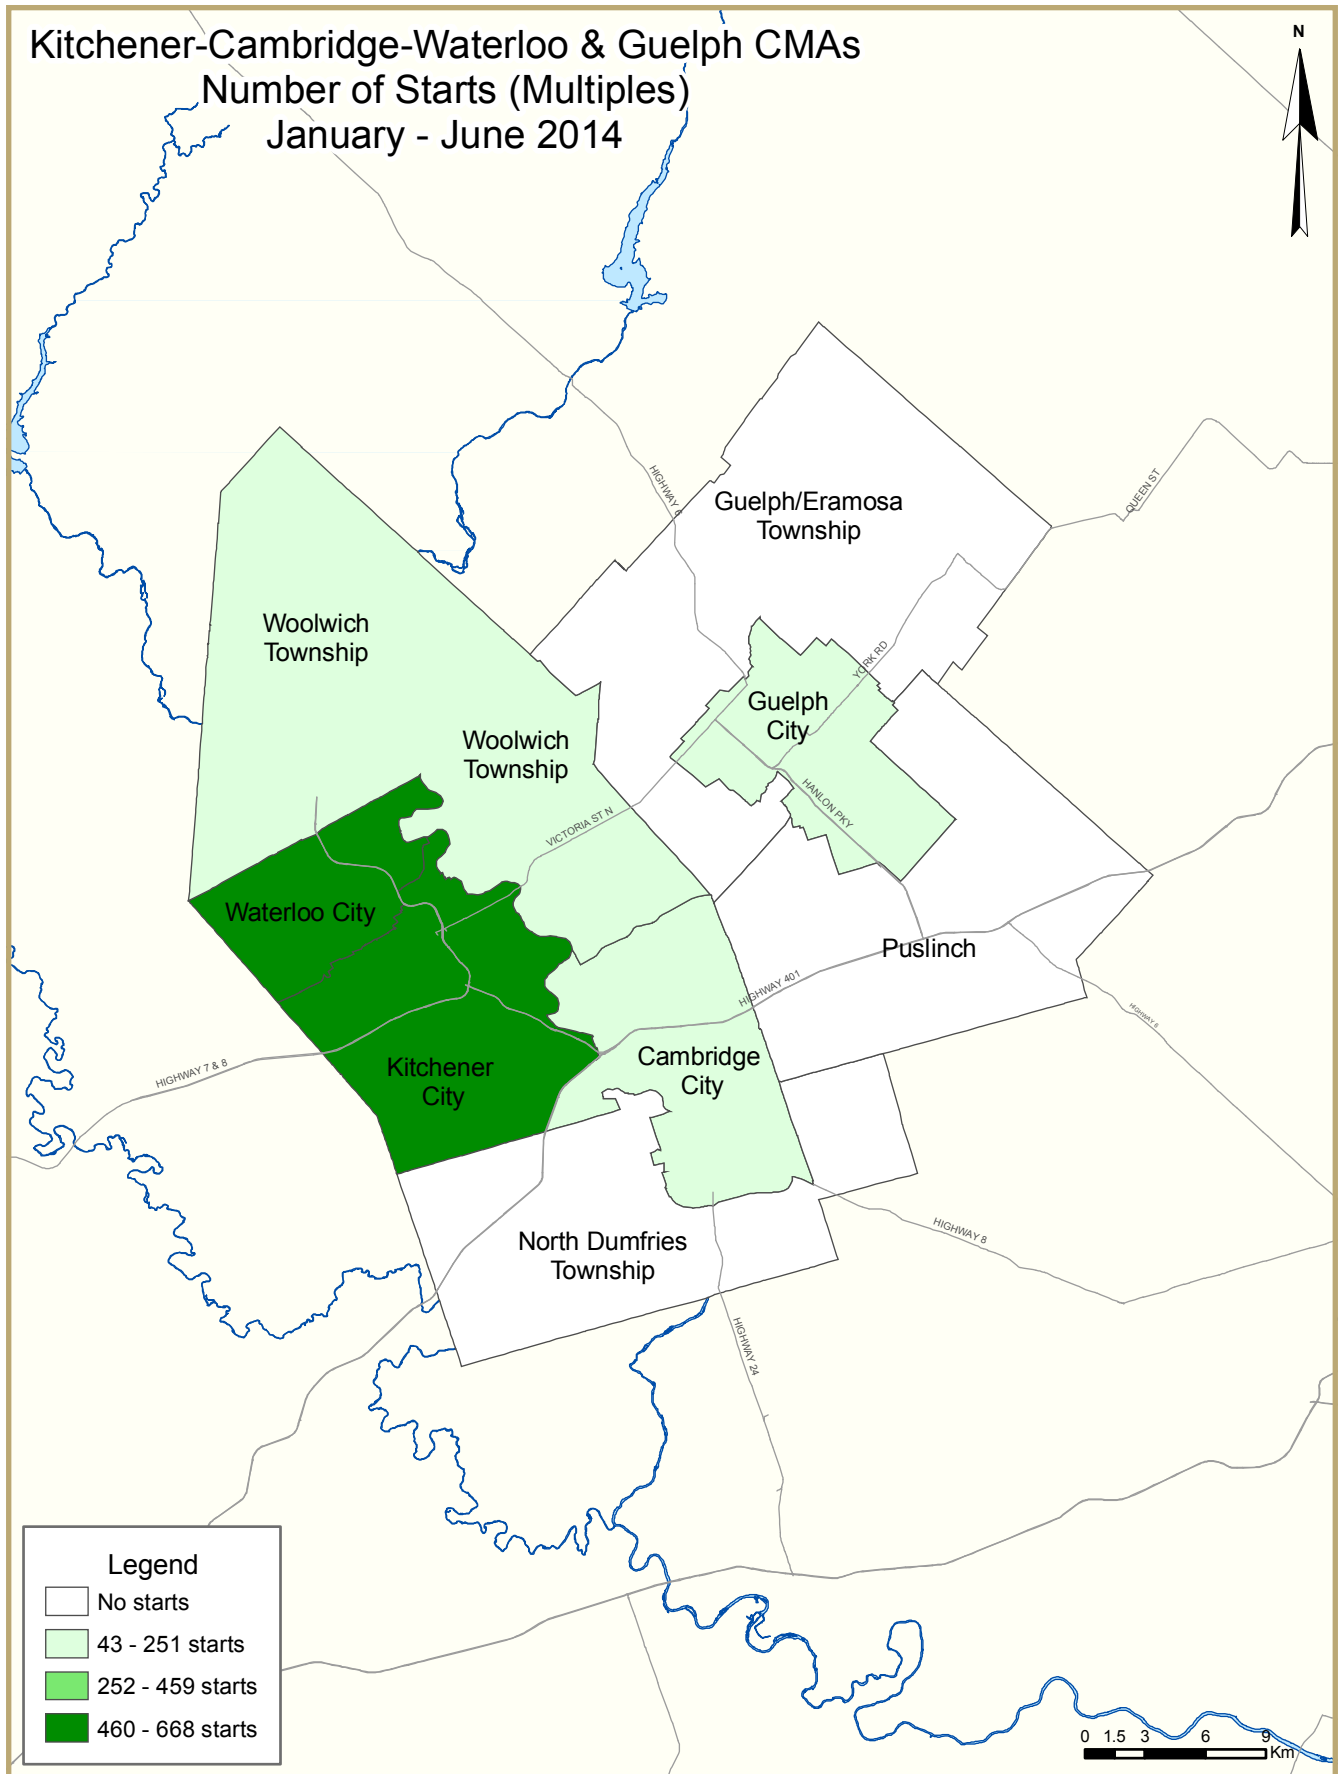 Kitchener-Cambridge-Waterloo & Guelph CMAs
Number of Starts (Multiples)
January - June 2014
N
HIGHWAY 6
Guelph/Eramosa
Township
QUEEN ST
Woolwich
Township
YORK RD
Guelph
City
Woolwich
Township
HANLON PKY
VICTORIA ST N
Waterloo City
Puslinch
HIGHWAY 401
HIGHWAY 6
Kitchener
City
Cambridge
City
HIGHWAY 7 & 8
North Dumfries
Township
HIGHWAY 8
HIGHWAY 24
Legend
No starts
43 - 251 starts
252 - 459 starts
460 - 668 starts
0 1.5 3 6 9
Km